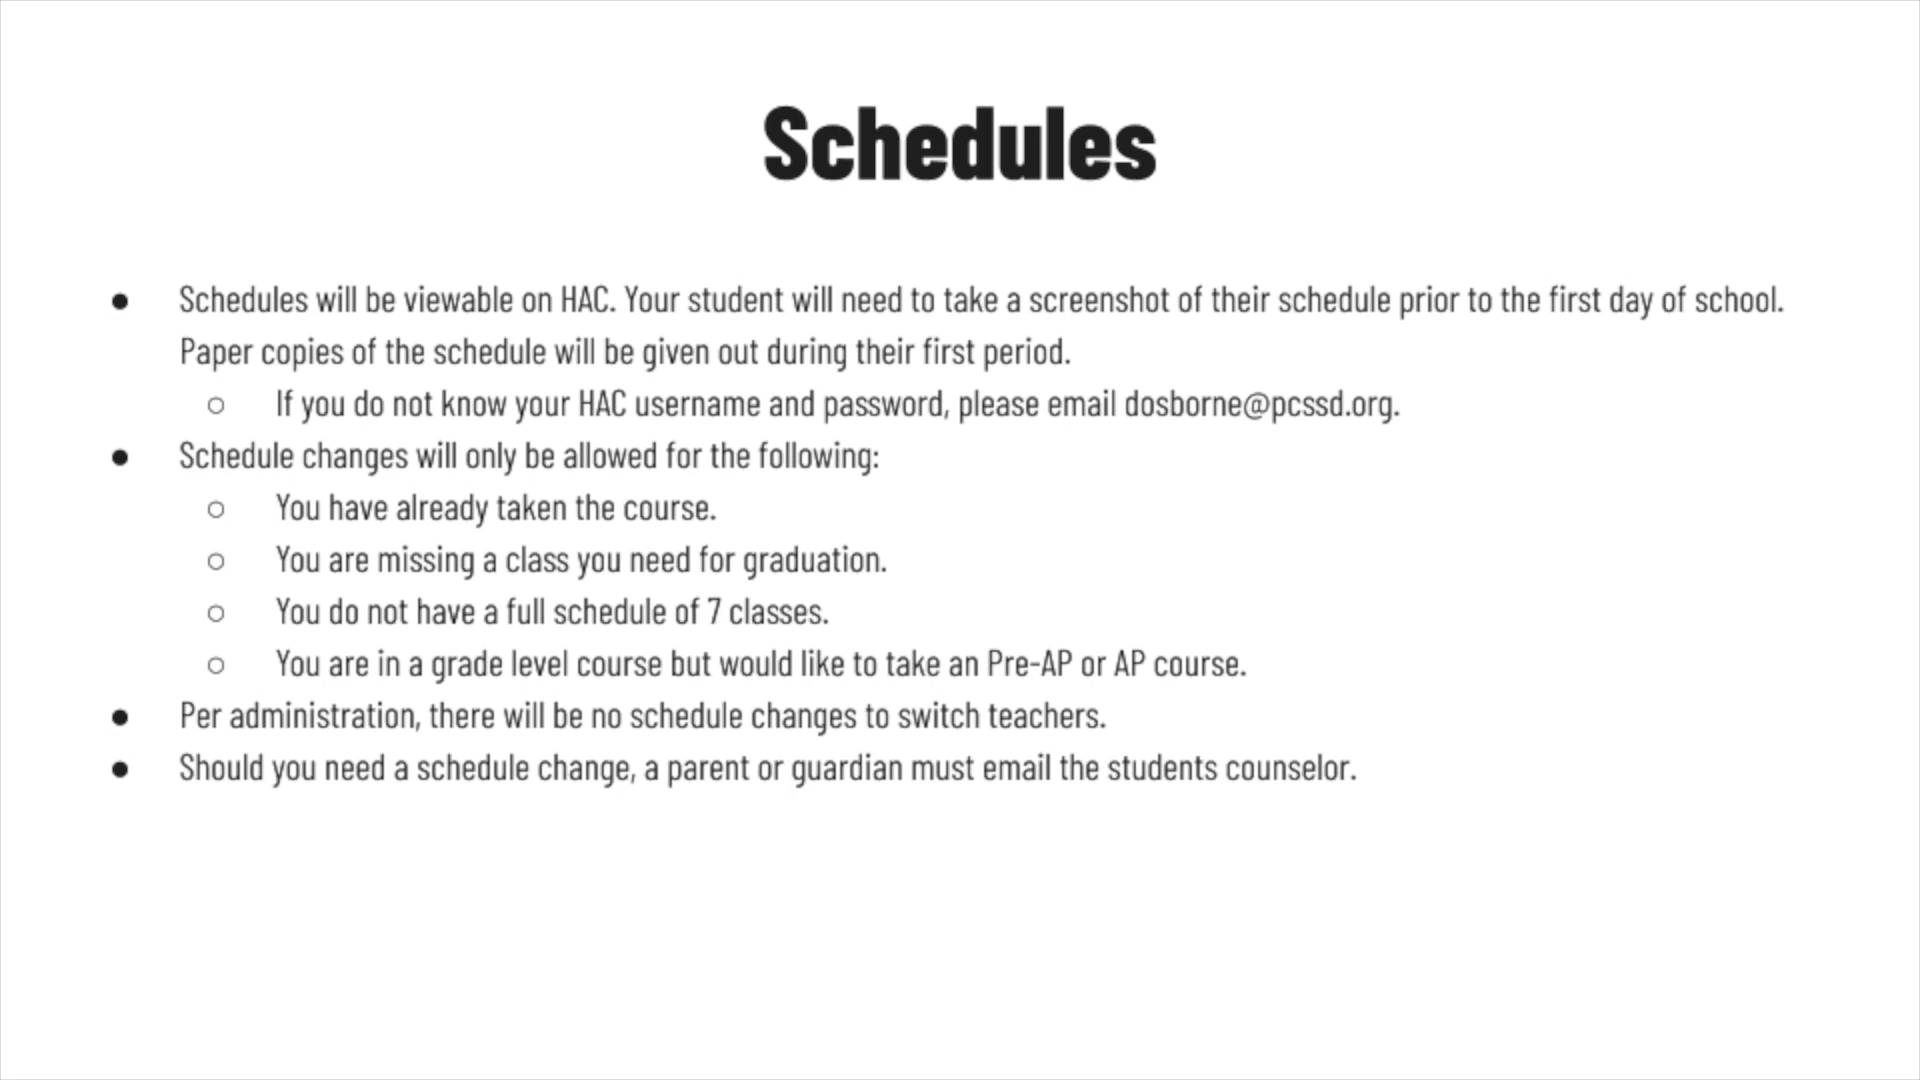 Schedules
● Schedules will be viewable on HAC. Your student will need to take a screenshot of their schedule prior to the first day of school.
Paper copies of the schedule will be given out during their first period.
○ If you do not know your HAC username and password, please email dosborne@pcssd.org.
● Schedule changes will only be allowed for the following:
○ You have already taken the course.
○ You are missing a class you need for graduation.
○ You do not have a full schedule of 7 classes.
○ You are in a grade level course but would like to take an Pre-AP or AP course.
● Per administration, there will be no schedule changes to switch teachers.
● Should you need a schedule change, a parent or guardian must email the students counselor.